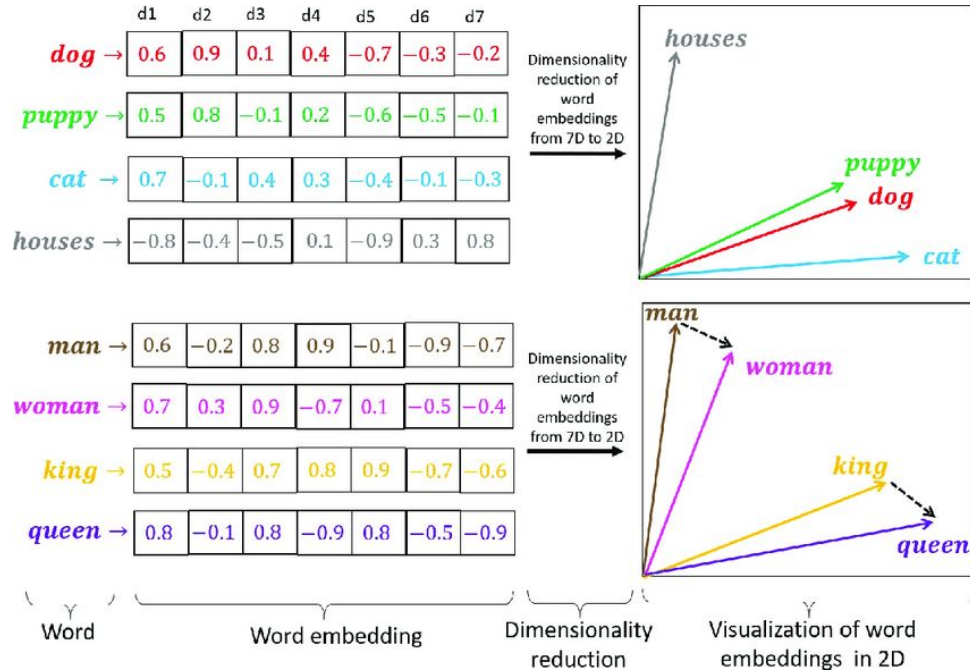 d1 d2 d3 d4 d5 d6 d7
dog → 0.6 0.9 0.1 0.4 −0.7 −0.3 −0.2
puppy → 0.5 0.8 −0.1 0.2 −0.6 −0.5 −0.1
cat → 0.7 −0.1 0.4 0.3 −0.4 −0.1 −0.3
houses → −0.8 −0.4 −0.5 0.1 −0.9 0.3 0.8
Dimensionality
reduction of
word
embeddings
from 7D to 2D
houses
puppy
dog
cat
man → 0.6 −0.2 0.8 0.9 −0.1 −0.9 −0.7
woman → 0.7 0.3 0.9 −0.7 0.1 −0.5 −0.4
king → 0.5 −0.4 0.7 0.8 0.9 −0.7 −0.6
queen → 0.8 −0.1 0.8 −0.9 0.8 −0.5 −0.9
Dimensionality
reduction of
word
embeddings
from 7D to 2D
man
woman
king
queen
Word
Word embedding
Dimensionality
reduction
Visualization of word
embeddings in 2D